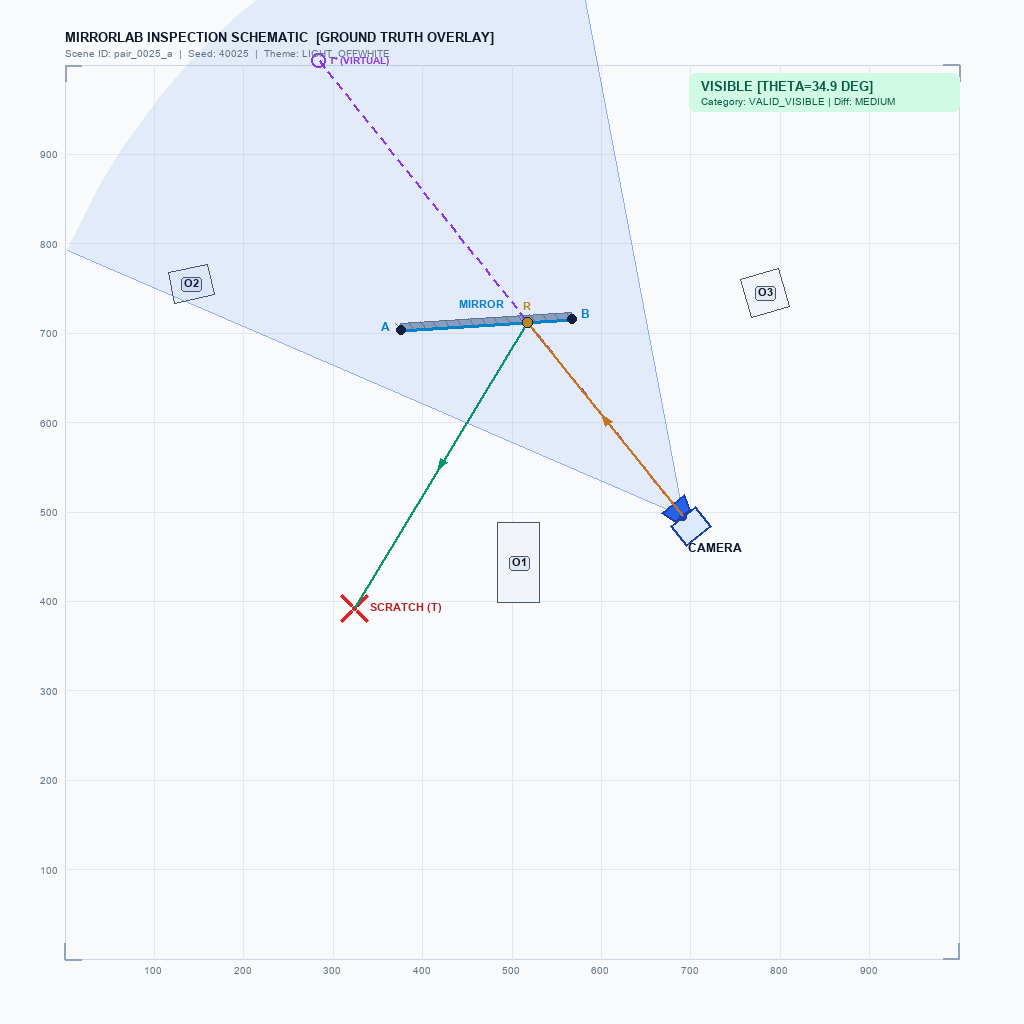 MIRRORLAB INSPECTION SCHEMATIC [GROUND TRUTH OVERLAY]
Scene ID: pair_0025_a | Seed: 40025 | Theme: LIGHT_OFFWHITE
T' (VIRTUAL)
VISIBLE [THETA=34.9 DEG]
Category: VALID_VISIBLE | Diff: MEDIUM
900
800
O2
O3
MIRROR
R
A
B
700
600
500
CAMERA
O1
400
SCRATCH (T)
300
200
100
100 200 300 400 500 600 700 800 900